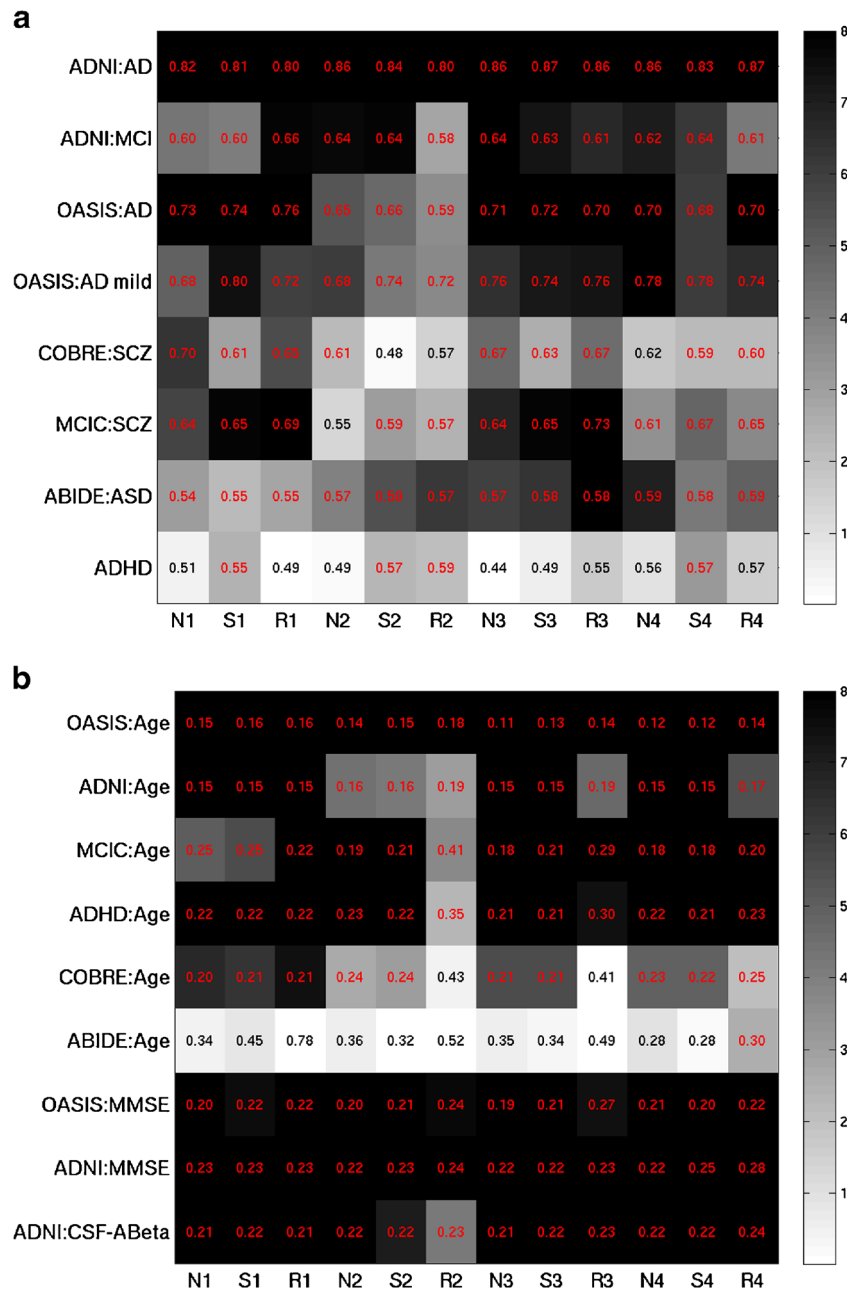 a
8
ADNI:AD 0.82 0.81 0.80 0.86 0.84 0.80 0.86 0.87 0.86 0.86 0.83 0.87
7
ADNI:MCI 0.60 0.60 0.66 0.64 0.64 0.58 0.64 0.63 0.61 0.62 0.64 0.61
6
OASIS:AD 0.73 0.74 0.76 0.65 0.66 0.59 0.71 0.72 0.70 0.70 0.68 0.70
5
OASIS:AD mild 0.68 0.80 0.72 0.68 0.74 0.72 0.76 0.74 0.76 0.78 0.78 0.74
4
COBRE:SCZ 0.70 0.61 0.65 0.61 0.48 0.57 0.67 0.63 0.67 0.62 0.59 0.60
3
MCIC:SCZ 0.64 0.65 0.69 0.55 0.59 0.57 0.64 0.65 0.73 0.61 0.67 0.65
2
ABIDE:ASD 0.54 0.55 0.55 0.57 0.58 0.57 0.57 0.58 0.58 0.59 0.58 0.59
1
ADHD 0.51 0.55 0.49 0.49 0.57 0.59 0.44 0.49 0.55 0.56 0.57 0.57
N1 S1 R1 N2 S2 R2 N3 S3 R3 N4 S4 R4
b
8
OASIS:Age 0.15 0.16 0.16 0.14 0.15 0.18 0.11 0.13 0.14 0.12 0.12 0.14
7
ADNI:Age 0.15 0.15 0.15 0.16 0.16 0.19 0.15 0.15 0.19 0.15 0.15 0.17
6
MCIC:Age 0.25 0.25 0.22 0.19 0.21 0.41 0.18 0.21 0.29 0.18 0.18 0.20
5
ADHD:Age 0.22 0.22 0.22 0.23 0.22 0.35 0.21 0.21 0.30 0.22 0.21 0.23
4
COBRE:Age 0.20 0.21 0.21 0.24 0.24 0.43 0.21 0.21 0.41 0.23 0.22 0.25
3
ABIDE:Age 0.34 0.45 0.78 0.36 0.32 0.52 0.35 0.34 0.49 0.28 0.28 0.30
OASIS:MMSE 0.20 0.22 0.22 0.20 0.21 0.24 0.19 0.21 0.27 0.21 0.20 0.22
2
ADNI:MMSE 0.23 0.23 0.23 0.22 0.23 0.24 0.22 0.22 0.23 0.22 0.25 0.28
1
ADNI:CSF-ABeta 0.21 0.22 0.21 0.22 0.22 0.23 0.21 0.22 0.23 0.22 0.22 0.24
N1 S1 R1 N2 S2 R2 N3 S3 R3 N4 S4 R4